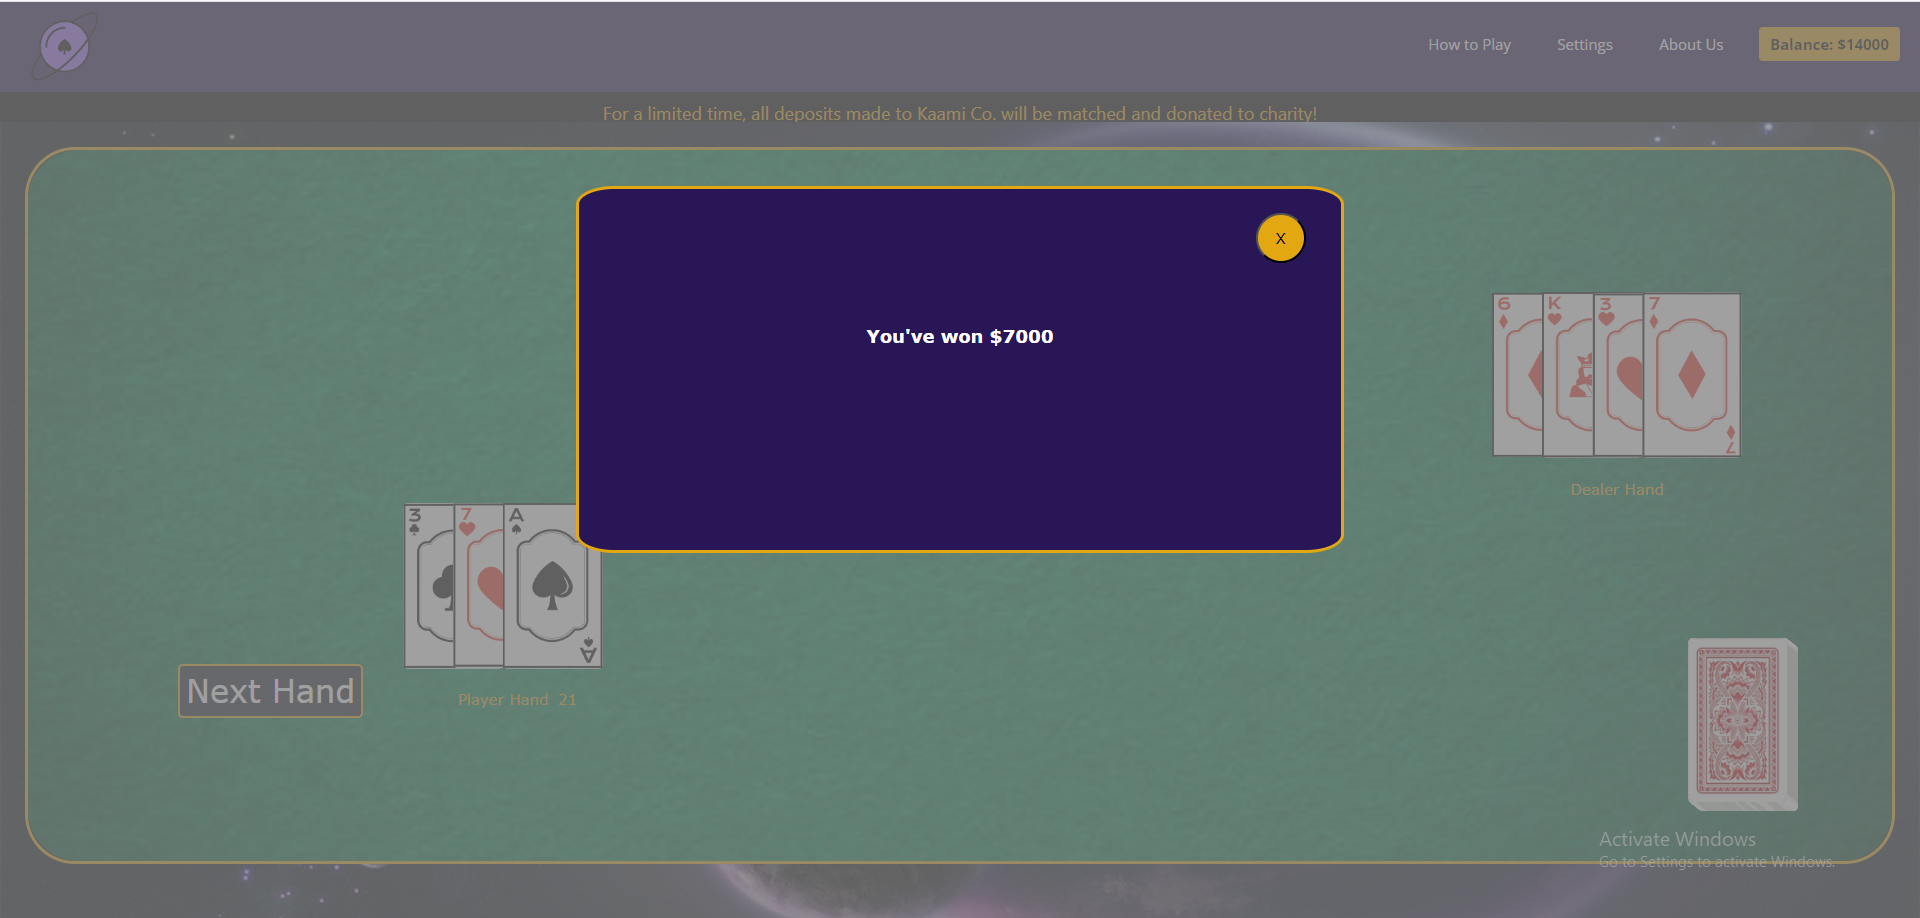 How to Play
Settings
About Us
Balance: $14000
For a limited time, all deposits made to Kaami Co. will be matched and donated to charity!
X
You've won $7000
6
K
3
7
7
Dealer Hand
3
7
A
A
Next Hand
Player Hand 21
Activate Windows
Go to Settings to activate Windows.